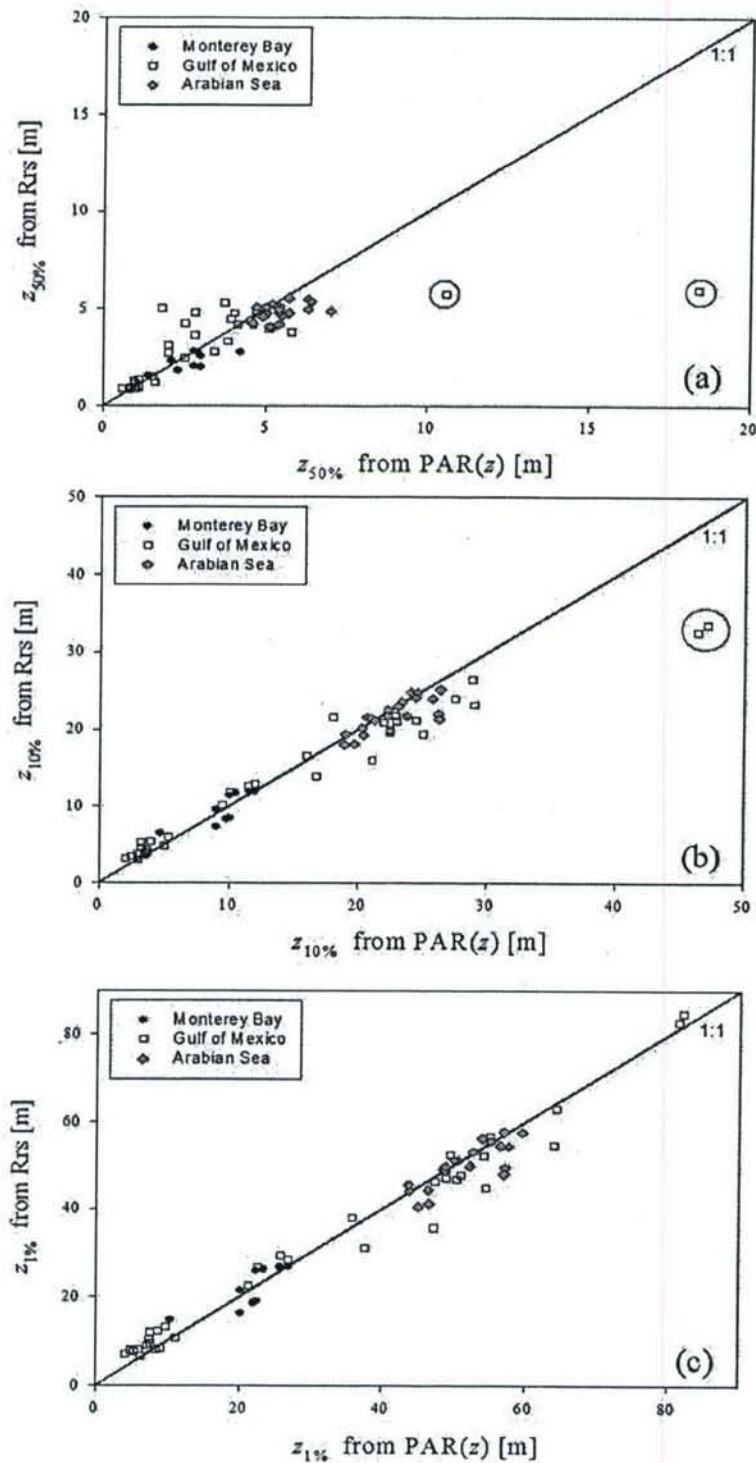 20
Monterey Bay
Gulf of Mexico
Arabian Sea
1:1
15
z50% from Rrs [m]
10
5
(a)
0
0 5 10 15 20
z50% from PAR(z) [m]
50
Monterey Bay
Gulf of Mexico
Arabian Sea
1:1
40
z10% from Rrs [m]
30
20
10
(b)
0
0 10 20 30 40 50
z10% from PAR(z) [m]
Monterey Bay
Gulf of Mexico
Arabian Sea
80
1:1
z1% from Rrs [m]
60
40
20
(c)
0
0 20 40 60 80
z1% from PAR(z) [m]